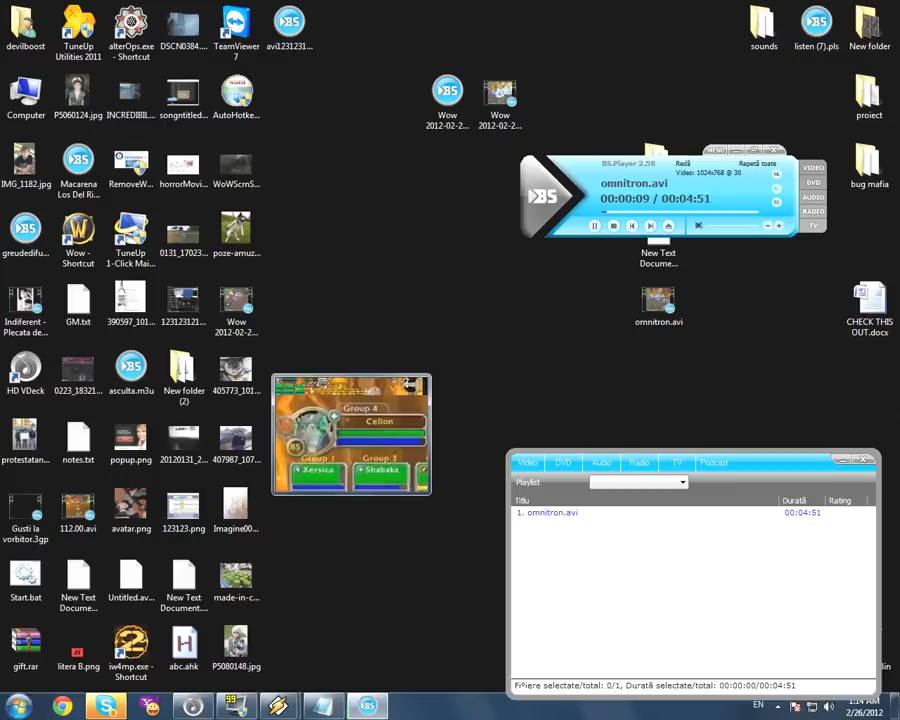 devilboost
TuneUp
Utilities 2011
alterOps.exe
- Shortcut
DSCN0384....
TeamViewer
7
avi1231231...
sounds
listen (7).pls
New folder
Computer
P5060124.jpg
INCREDIBIL...
songntitled...
AutoHotke...
Wow
2012-02-2...
Wow
2012-02-2...
proiect
IMG_1182.jpg
Macarena
Los Del Ri...
RemoveW...
horrorMovi...
WoWScrnS...
MENU
BS.Player 2.58
Redă
Repetă toate
Video: 1024x768 @ 30
omnitron.avi
00:00:09 / 00:04:51
BS
VIDEO
DVD
AUDIO
RADIO
TV
bug mafia
greudedifu...
Wow -
Shortcut
TuneUp
1-Click Mai...
0131_17023...
poze-amuz...
New Text
Docume...
Indiferent -
Plecata de...
GM.txt
390597_101...
123123121...
Wow
2012-02-2...
omnitron.avi
CHECK THIS
OUT.docx
HD VDeck
0223_18321...
asculta.m3u
New folder
(2)
405773_101...
Group 4
Celion
85
Group 1
Group 3
Xersica
Shabaka
protestatan...
notes.txt
popup.png
20120131_2...
407987_107...
Video
DVD
Audio
Radio
TV
Podcast
Playlist
Titlu
Durată
Rating
1. omnitron.avi
00:04:51
Gusti la
vorbitor.3gp
112.00.avi
avatar.png
123123.png
Imagine00...
Start.bat
New Text
Docume...
Untitled.av...
New Text
Document....
made-in-c...
gift.rar
litera B.png
iw4mp.exe -
Shortcut
abc.ahk
P5080148.jpg
Fişiere selectate/total: 0/1, Durată selectate/total: 00:00:00/00:04:51
99
EN
1:14 AM
2/26/2012